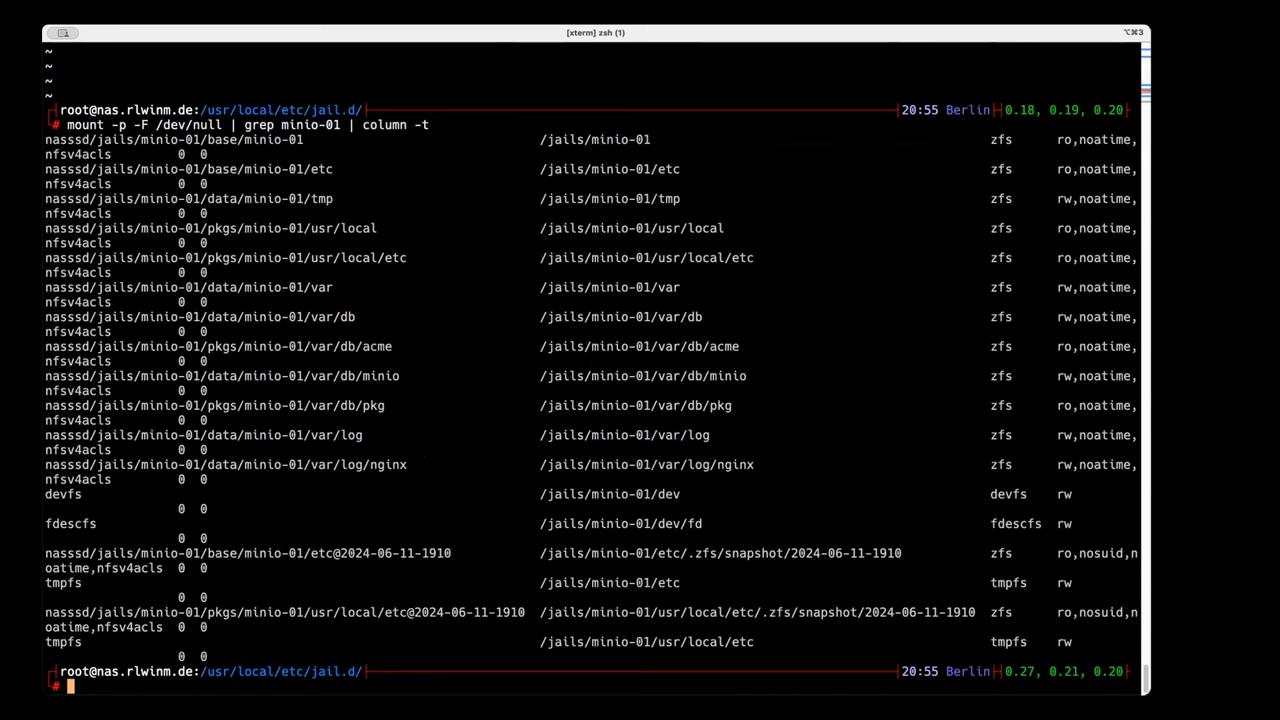 [xterm] zsh (1) ⌥⌘3
~
~
~
~
root@nas.rlwinm.de:/usr/local/etc/jail.d/ 20:55 Berlin 0.18, 0.19, 0.20
# mount -p -F /dev/null | grep minio-01 | column -t
nasssd/jails/minio-01/base/minio-01 /jails/minio-01 zfs ro,noatime,
nfsv4acls 0 0
nasssd/jails/minio-01/base/minio-01/etc /jails/minio-01/etc zfs ro,noatime,
nfsv4acls 0 0
nasssd/jails/minio-01/data/minio-01/tmp /jails/minio-01/tmp zfs rw,noatime,
nfsv4acls 0 0
nasssd/jails/minio-01/pkgs/minio-01/usr/local /jails/minio-01/usr/local zfs ro,noatime,
nfsv4acls 0 0
nasssd/jails/minio-01/pkgs/minio-01/usr/local/etc /jails/minio-01/usr/local/etc zfs ro,noatime,
nfsv4acls 0 0
nasssd/jails/minio-01/data/minio-01/var /jails/minio-01/var zfs rw,noatime,
nfsv4acls 0 0
nasssd/jails/minio-01/data/minio-01/var/db /jails/minio-01/var/db zfs rw,noatime,
nfsv4acls 0 0
nasssd/jails/minio-01/pkgs/minio-01/var/db/acme /jails/minio-01/var/db/acme zfs rw,noatime,
nfsv4acls 0 0
nasssd/jails/minio-01/data/minio-01/var/db/minio /jails/minio-01/var/db/minio zfs rw,noatime,
nfsv4acls 0 0
nasssd/jails/minio-01/pkgs/minio-01/var/db/pkg /jails/minio-01/var/db/pkg zfs rw,noatime,
nfsv4acls 0 0
nasssd/jails/minio-01/data/minio-01/var/log /jails/minio-01/var/log zfs rw,noatime,
nfsv4acls 0 0
nasssd/jails/minio-01/data/minio-01/var/log/nginx /jails/minio-01/var/log/nginx zfs rw,noatime,
nfsv4acls 0 0
devfs /jails/minio-01/dev devfs rw
0 0
fdescfs /jails/minio-01/dev/fd fdescfs rw
0 0
nasssd/jails/minio-01/base/minio-01/etc@2024-06-11-1910 /jails/minio-01/etc/.zfs/snapshot/2024-06-11-1910 zfs ro,nosuid,n
oatime,nfsv4acls 0 0
tmpfs /jails/minio-01/etc tmpfs rw
0 0
nasssd/jails/minio-01/pkgs/minio-01/usr/local/etc@2024-06-11-1910 /jails/minio-01/usr/local/etc/.zfs/snapshot/2024-06-11-1910 zfs ro,nosuid,n
oatime,nfsv4acls 0 0
tmpfs /jails/minio-01/usr/local/etc tmpfs rw
0 0
root@nas.rlwinm.de:/usr/local/etc/jail.d/ 20:55 Berlin 0.27, 0.21, 0.20
#